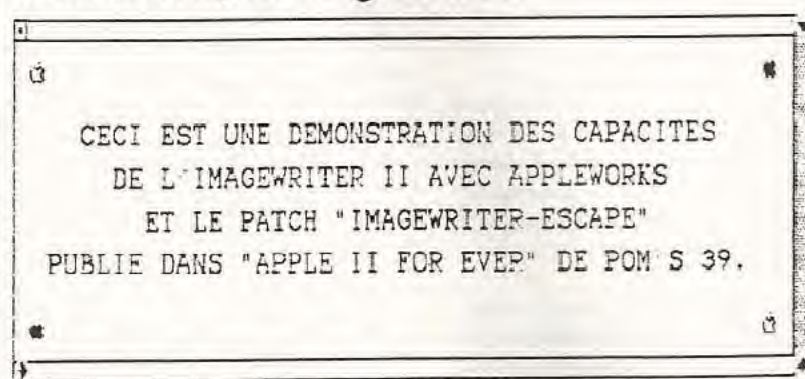 CECI EST UNE DEMONSTRATION DES CAPACITES
DE L'IMAGEWRITER II AVEC APPLEWORKS
ET LE PATCH "IMAGEWRITER-ESCAPE"
PUBLIE DANS "APPLE II FOR EVER" DE POM'S 39.